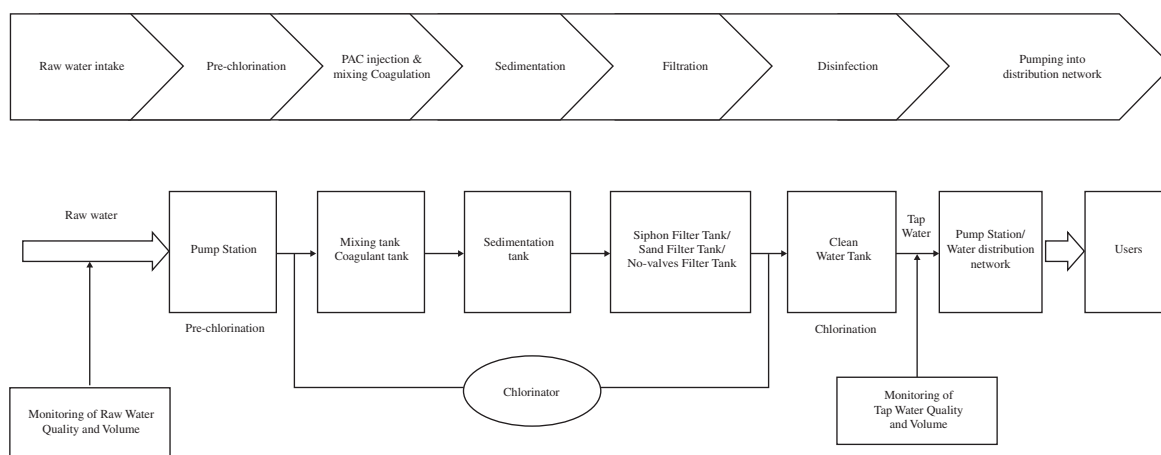 Raw water intake
Pre-chlorination
PAC injection &
mixing Coagulation
Sedimentation
Filtration
Disinfection
Pumping into
distribution network
Raw water
Pump Station
Pre-chlorination
Mixing tank
Coagulant tank
Sedimentation
tank
Siphon Filter Tank/
Sand Filter Tank/
No-valves Filter Tank
Clean
Water Tank
Chlorination
Tap
Water
Pump Station/
Water distribution
network
Users
Chlorinator
Monitoring of Raw Water
Quality and Volume
Monitoring of
Tap Water Quality
and Volume